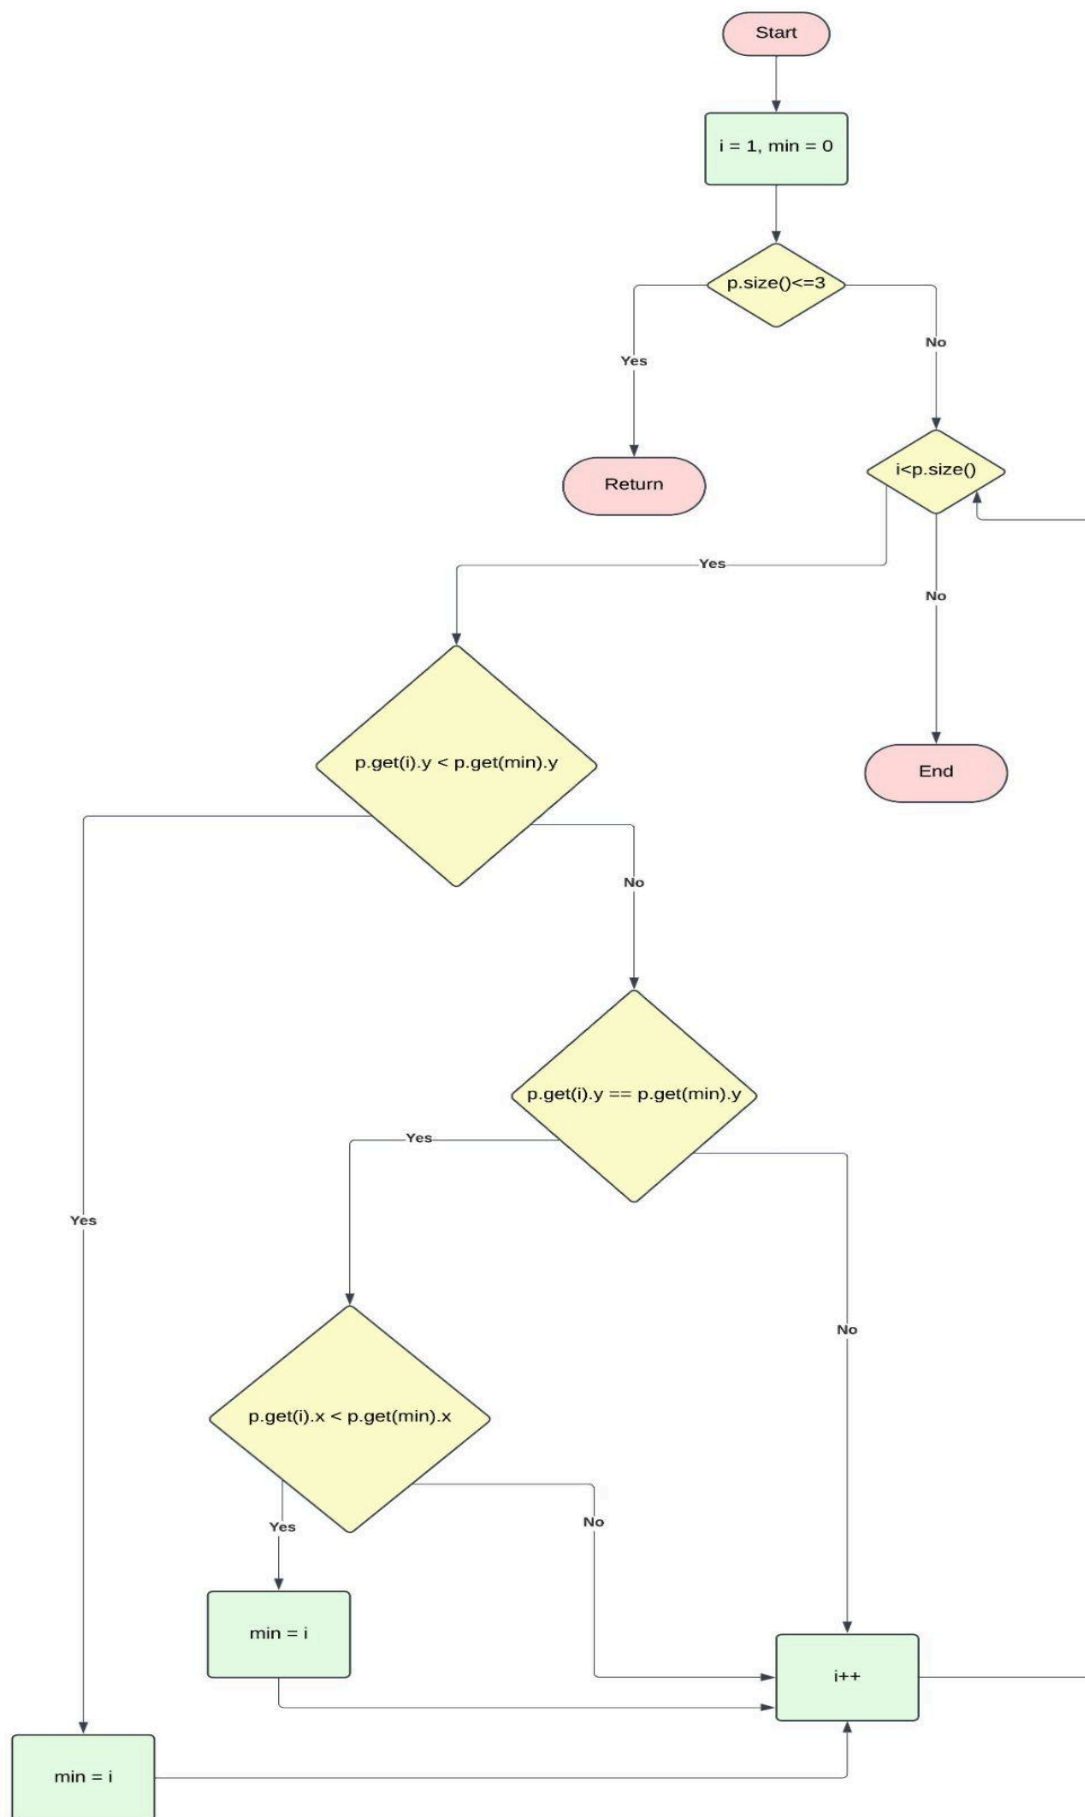 Start
i = 1, min = 0
p.size()<=3
Yes
No
Return
i<p.size()
Yes
No
End
p.get(i).y < p.get(min).y
No
Yes
p.get(i).y == p.get(min).y
Yes
No
p.get(i).x < p.get(min).x
Yes
No
min = i
i++
min = i